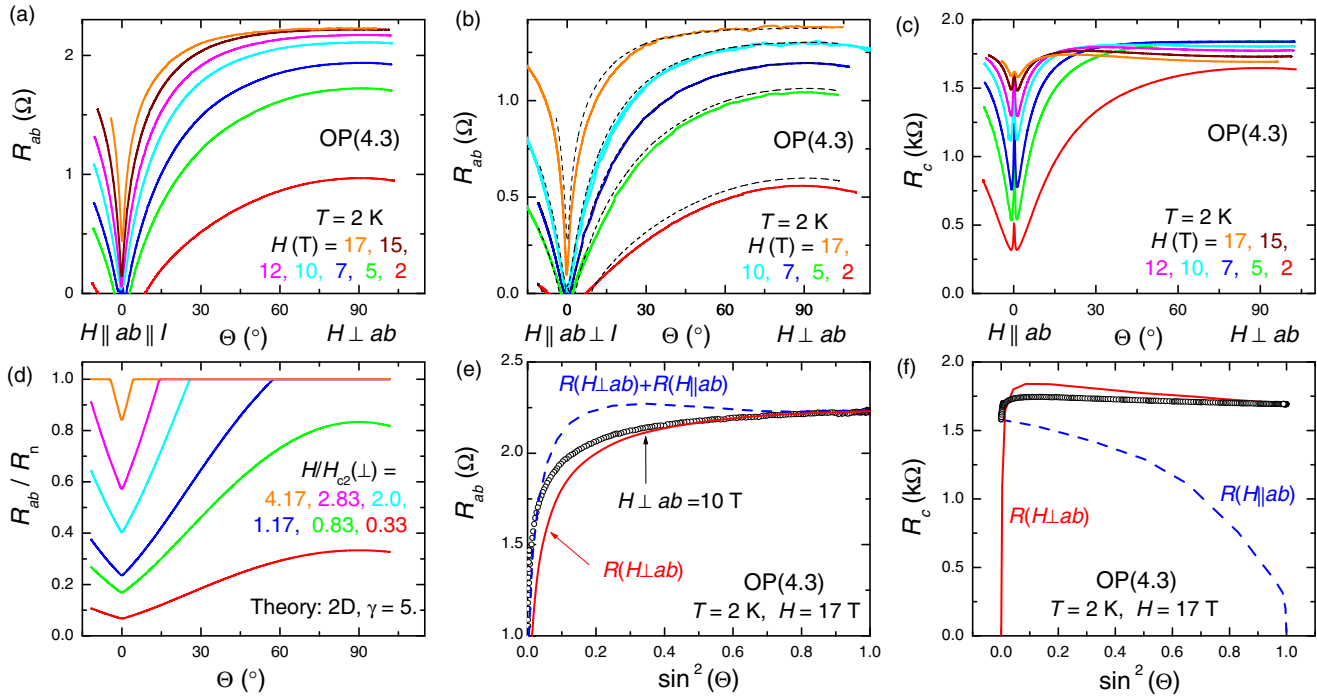 (a)
R_ab (Ω)
2
1
0
OP(4.3)
T = 2 K
H (T) = 17, 15,
12, 10, 7, 5, 2
0 30 60 90
H ∥ ab ∥ I Θ (°) H ⊥ ab
(b)
R_ab (Ω)
1.0
0.5
0.0
OP(4.3)
T = 2 K
H (T) = 17,
10, 7, 5, 2
0 30 60 90
H ∥ ab ⊥ I Θ (°) H ⊥ ab
(c)
R_c (kΩ)
2.0
1.5
1.0
0.5
0.0
OP(4.3)
T = 2 K
H (T) = 17, 15,
12, 10, 7, 5, 2
0 30 60 90
H ∥ ab Θ (°) H ⊥ ab
(d)
R_ab / R_n
1.0
0.8
0.6
0.4
0.2
0.0
H/H_c2(⊥) =
4.17, 2.83, 2.0,
1.17, 0.83, 0.33
Theory: 2D, γ = 5.
0 30 60 90
Θ (°)
(e)
R_ab (Ω)
2.5
2.25
2.0
1.75
1.5
1.25
1.0
R(H⊥ab)+R(H∥ab)
H⊥ ab =10 T
R(H⊥ab)
OP(4.3)
T = 2 K, H = 17 T
0.0 0.2 0.4 0.6 0.8 1.0
sin² (Θ)
(f)
R_c (kΩ)
2.0
1.5
1.0
0.5
0.0
R(H⊥ab)
R(H∥ab)
OP(4.3)
T = 2 K, H = 17 T
0.0 0.2 0.4 0.6 0.8 1.0
sin² (Θ)